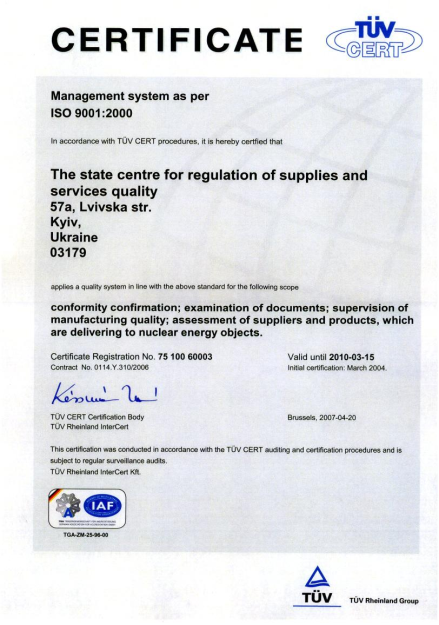 CERTIFICATE
TÜV
CERT
Management system as per
ISO 9001:2000
In accordance with TÜV CERT procedures, it is hereby certfied that
The state centre for regulation of supplies and
services quality
57a, Lvivska str.
Kyiv,
Ukraine
03179
applies a quality system in line with the above standard for the following scope
conformity confirmation; examination of documents; supervision of
manufacturing quality; assessment of suppliers and products, which
are delivering to nuclear energy objects.
Certificate Registration No. 75 100 60003
Contract No. 0114.Y.310/2006
Valid until 2010-03-15
Initial certification: March 2004.
TÜV CERT Certification Body
TÜV Rheinland InterCert
Brussels, 2007-04-20
This certification was conducted in accordance with the TÜV CERT auditing and certification procedures and is
subject to regular surveillance audits.
TÜV Rheinland InterCert Kft.
IAF
TGA-ZM-25-96-00
TÜV
TÜV Rheinland Group